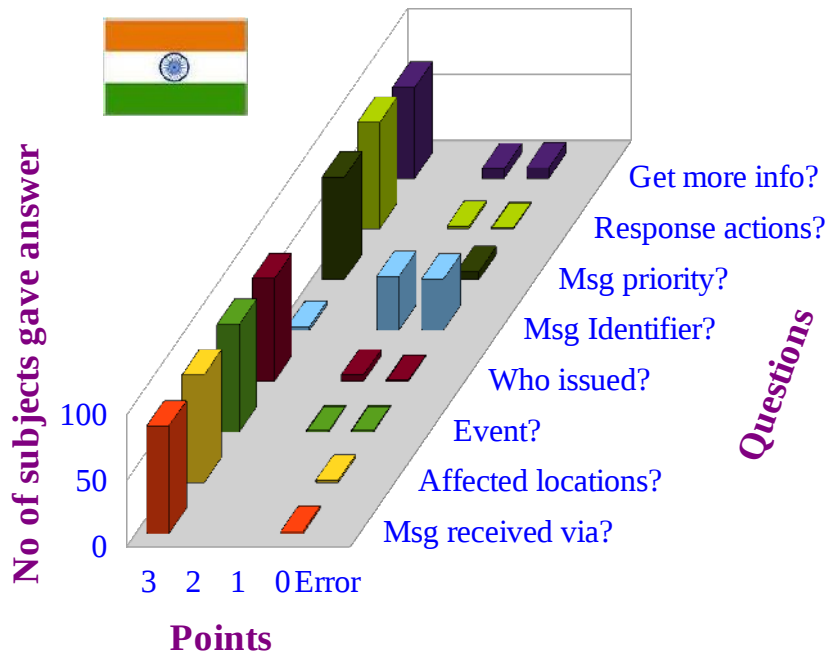 No of subjects gave answer
100
50
0
3 2 1 0 Error
Points
Get more info?
Response actions?
Msg priority?
Msg Identifier?
Who issued?
Event?
Affected locations?
Msg received via?
Questions